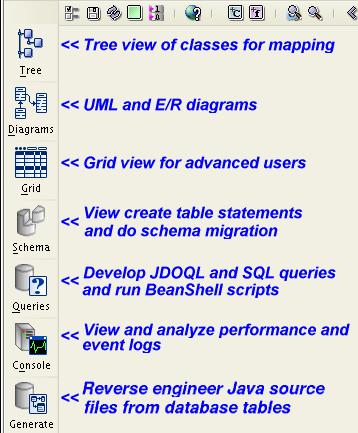 Tree
<< Tree view of classes for mapping
Diagrams
<< UML and E/R diagrams
Grid
<< Grid view for advanced users
Schema
<< View create table statements
and do schema migration
Queries
<< Develop JDOQL and SQL queries
and run BeanShell scripts
Console
<< View and analyze performance and
event logs
Generate
<< Reverse engineer Java source
files from database tables